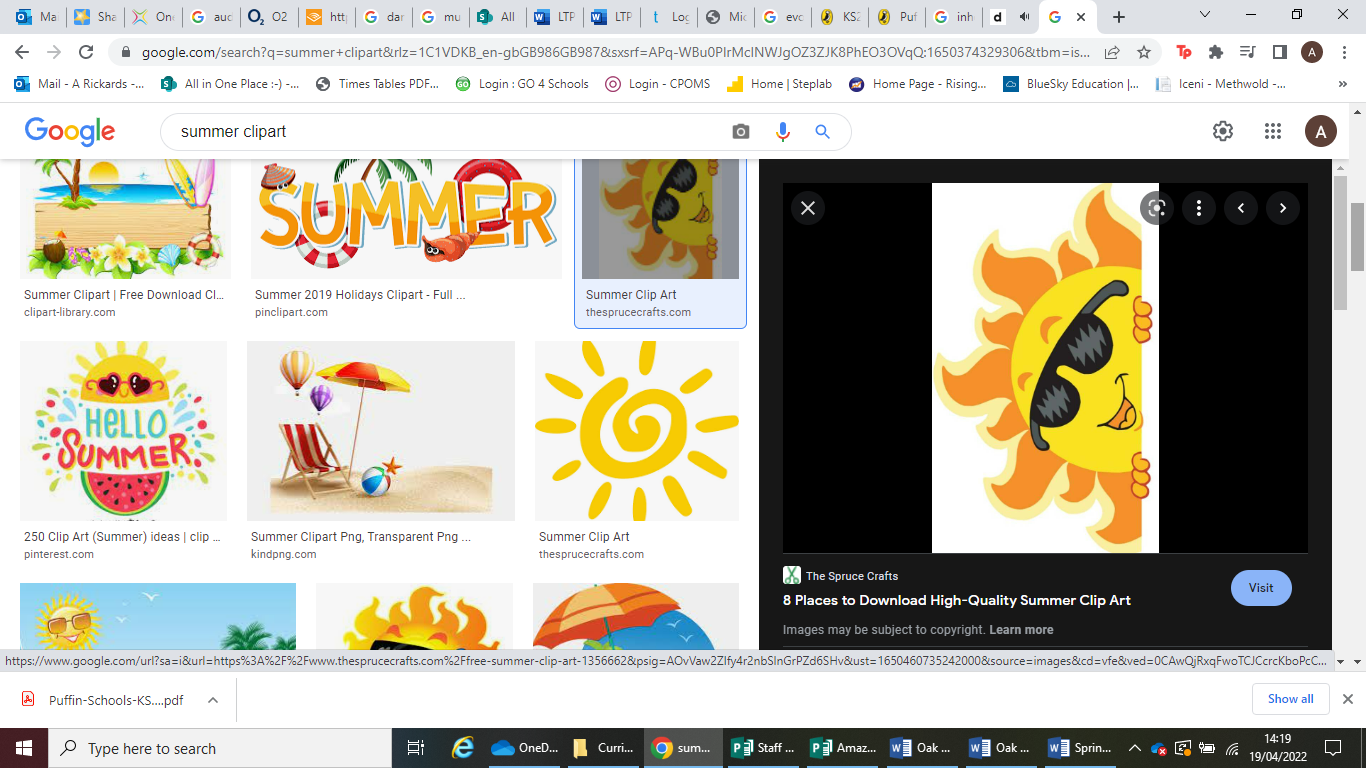 Ma
Sha
One
auc
O2
http
dar
mu
All
LTP
LTP
Log
Mic
evo
KS2
Puf
inh
d
google.com/search?q=summer+clipart&rlz=1C1VDKB_en-gbGB986GB987&sxsrf=APq-WBu0PIrMclNWJgOZ3ZJK8PhEO3OVqQ:1650374329306&tbm=is...
A
Mail - A Rickards -...
All in One Place :-) -...
Times Tables PDF...
Login : GO 4 Schools
Login - CPOMS
Home | Steplab
Home Page - Rising...
BlueSky Education |...
Iceni - Methwold -...
»
Google
summer clipart
A
SUMMER
Summer Clipart | Free Download Cl...
clipart-library.com
Summer 2019 Holidays Clipart - Full ...
pinclipart.com
Summer Clip Art
thesprucecrafts.com
HELLO
SUMMER
250 Clip Art (Summer) ideas | clip ...
pinterest.com
Summer Clipart Png, Transparent Png ...
kindpng.com
Summer Clip Art
thesprucecrafts.com
The Spruce Crafts
8 Places to Download High-Quality Summer Clip Art
Visit
Images may be subject to copyright. Learn more
https://www.google.com/url?sa=i&url=https%3A%2F%2Fwww.thesprucecrafts.com%2Ffree-summer-clip-art-1356662&psig=AOvVaw2ZIfy4r2nbSlnGrPZd6SHv&ust=1650460735242000&source=images&cd=vfe&ved=0CAwQjRxqFwoTCJCcrcKboPcC...
Puffin-Schools-KS....pdf
Show all
Type here to search
OneD...
Curri...
sum...
Staff ...
Amaz...
Oak ...
Oak ...
Sprin...
14:19
19/04/2022